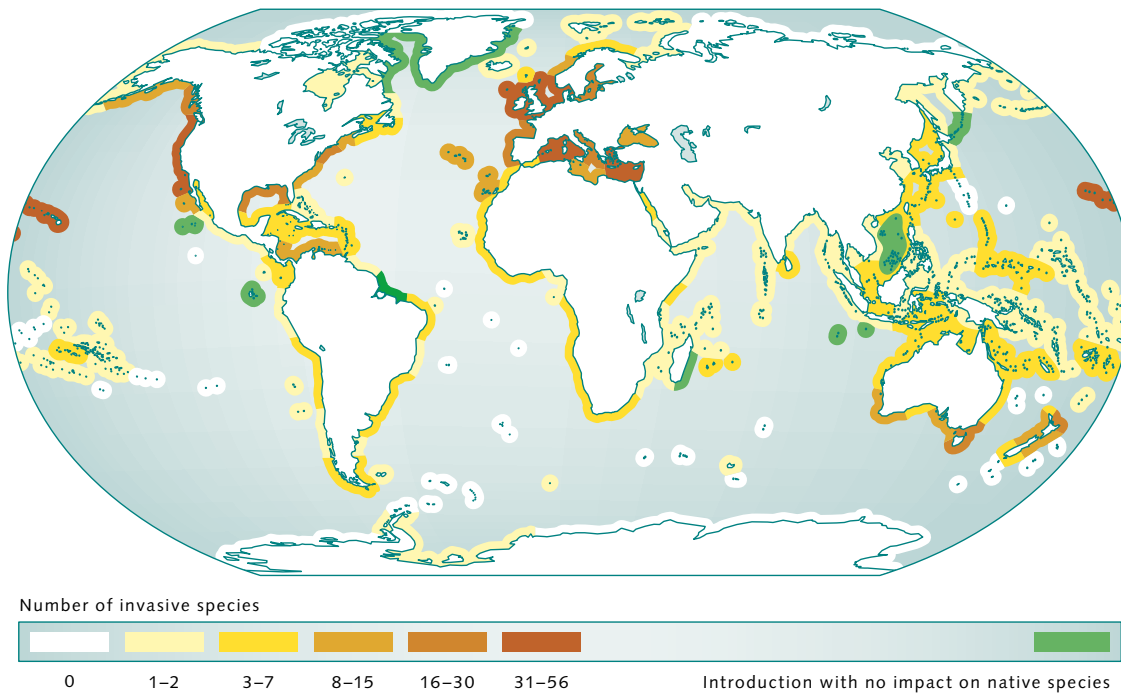 Number of invasive species
0 1–2 3–7 8–15 16–30 31–56 Introduction with no impact on native species